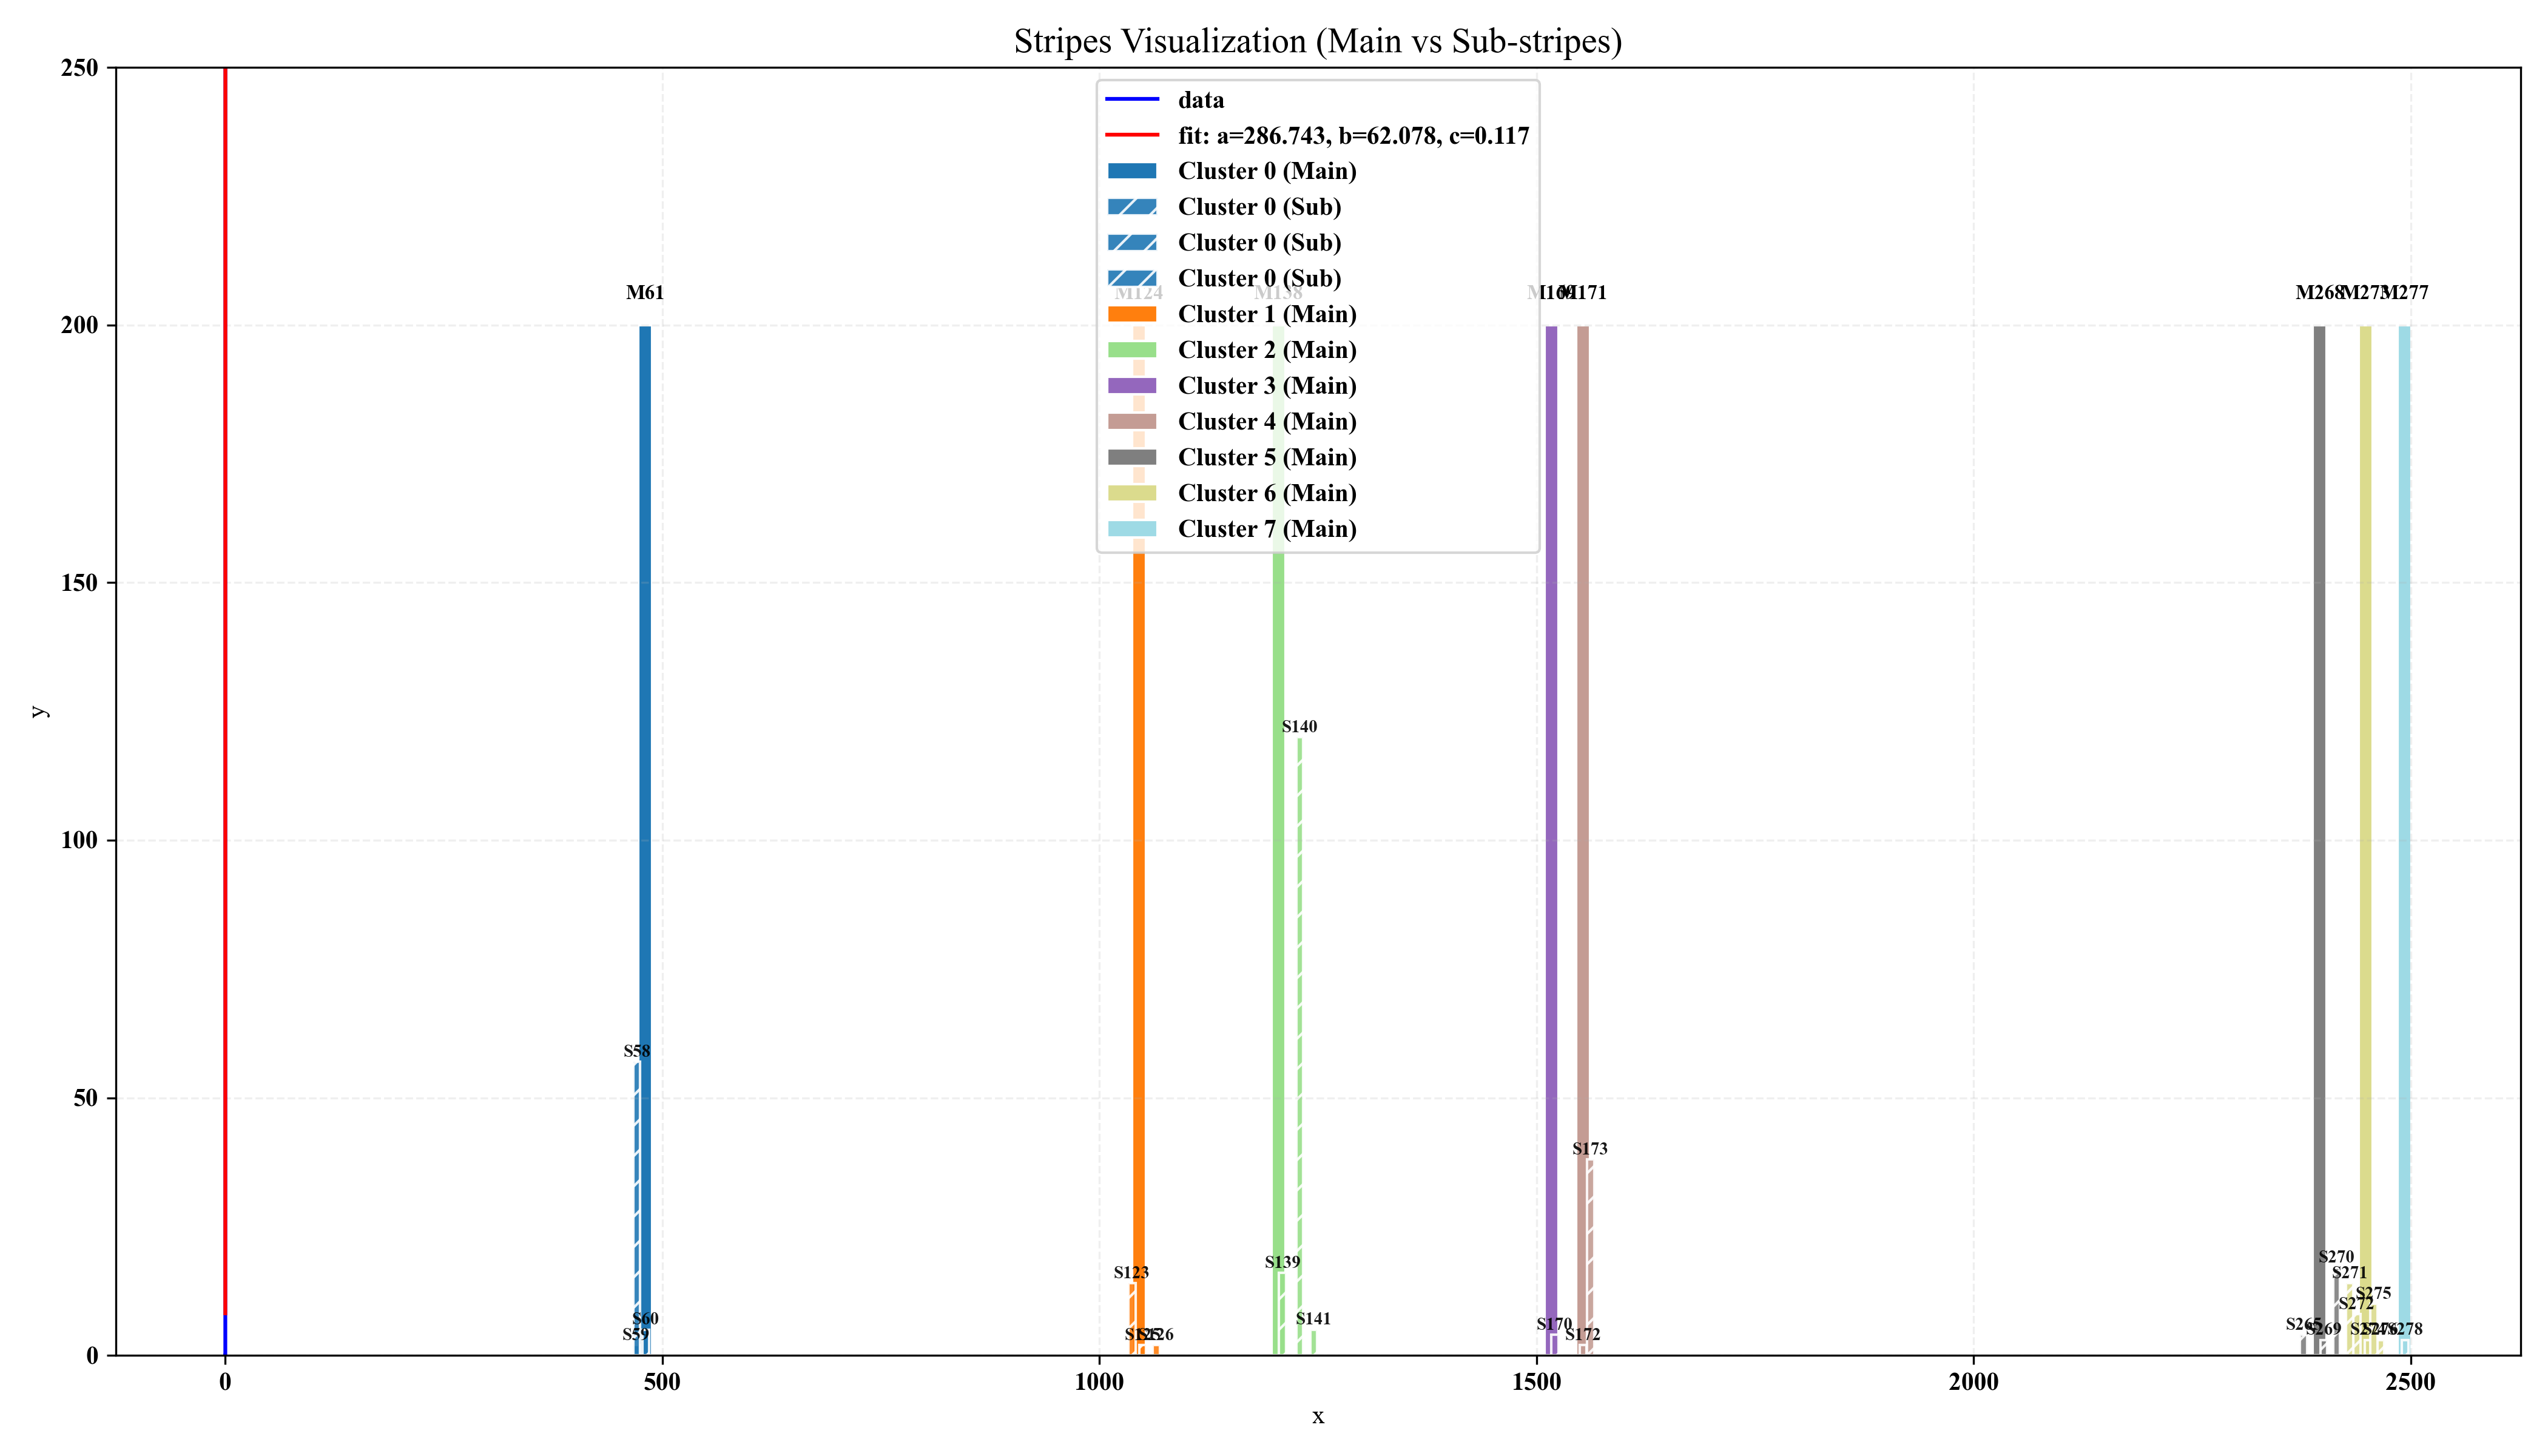 Stripes Visualization (Main vs Sub-stripes)
250
200
150
100
50
0
y
data
fit: a=286.743, b=62.078, c=0.117
Cluster 0 (Main)
Cluster 0 (Sub)
Cluster 0 (Sub)
Cluster 0 (Sub)
Cluster 1 (Main)
Cluster 2 (Main)
Cluster 3 (Main)
Cluster 4 (Main)
Cluster 5 (Main)
Cluster 6 (Main)
Cluster 7 (Main)
M61
M124
M138
M171
M268
M277
S140
S58
S173
S139
S270
S123
S271
S275
S272
S60
S141
S170
S265
S269
S278
S59
S126
S172
0
500
1000
1500
2000
2500
x